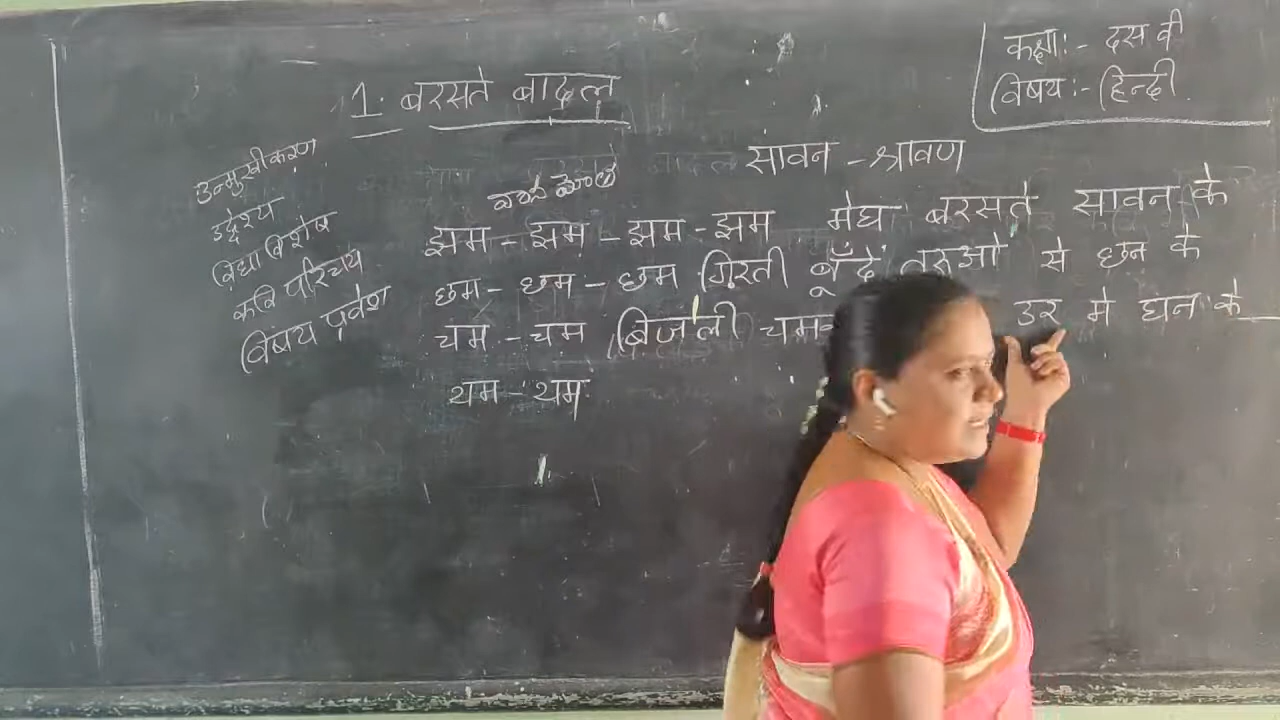 कक्षा:- दस वी
विषय:- हिन्दी
1. बरसते बादल
उन्मुखीकरण
उद्देश्य
विद्या विशेष
कवि परिचय
विषय प्रवेश
सावन - श्रावण
झम - झम - झम - झम मेघ बरसते सावन के
छम - छम - छम गिरती बूँदें तरुओं से छन के
चम - चम बिजली उर मे घन के
थम - थम